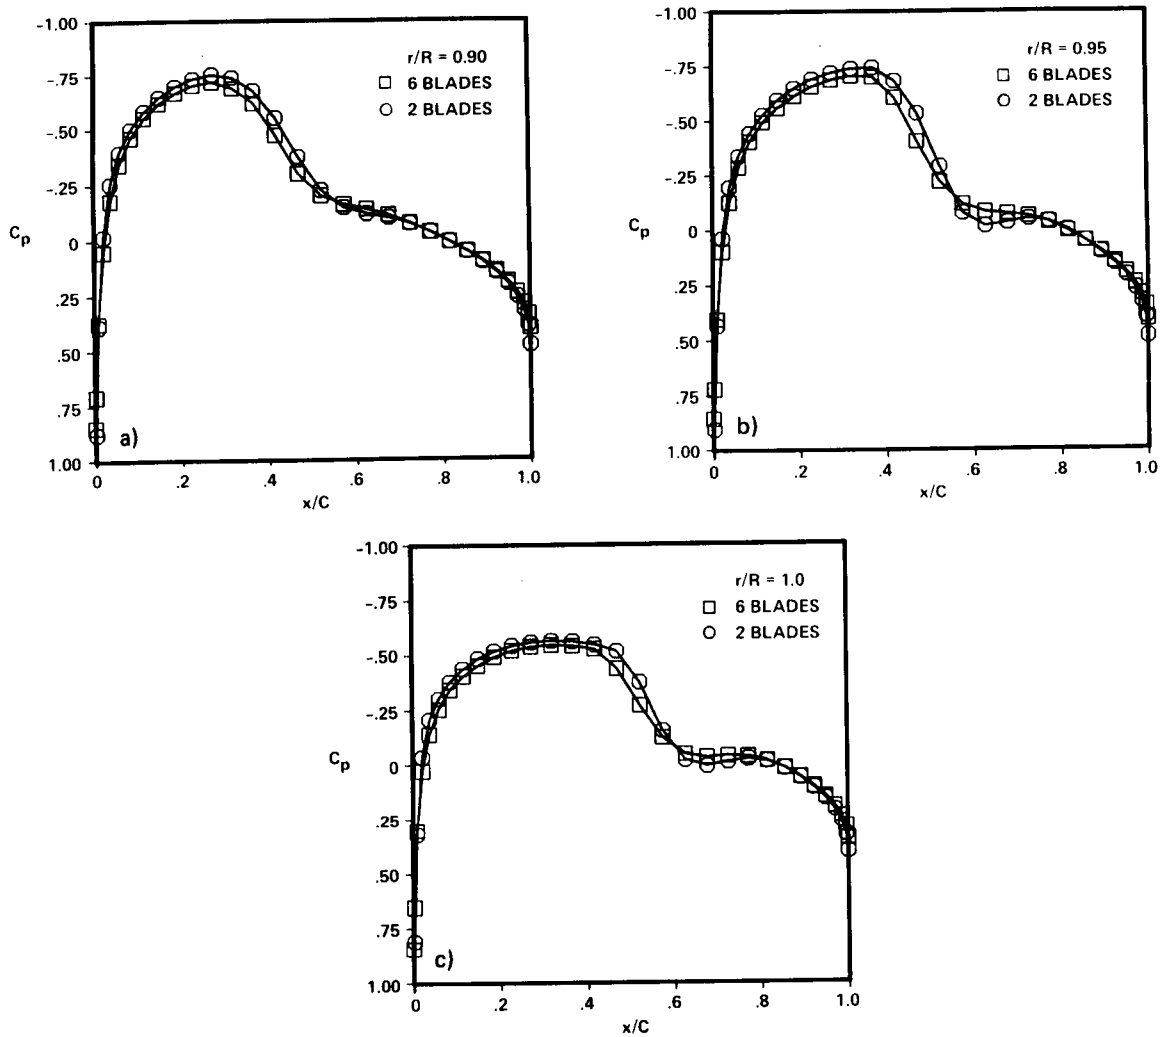 -1.00
r/R = 0.90
6 BLADES
2 BLADES
-.75
-.50
-.25
Cp
0
.25
.50
.75
1.00
a)
0
.2
.4
.6
.8
1.0
x/C
-1.00
r/R = 0.95
6 BLADES
2 BLADES
-.75
-.50
-.25
Cp
0
.25
.50
.75
1.00
b)
0
.2
.4
.6
.8
1.0
x/C
-1.00
r/R = 1.0
6 BLADES
2 BLADES
-.75
-.50
-.25
Cp
0
.25
.50
.75
1.00
c)
0
.2
.4
.6
.8
1.0
x/C